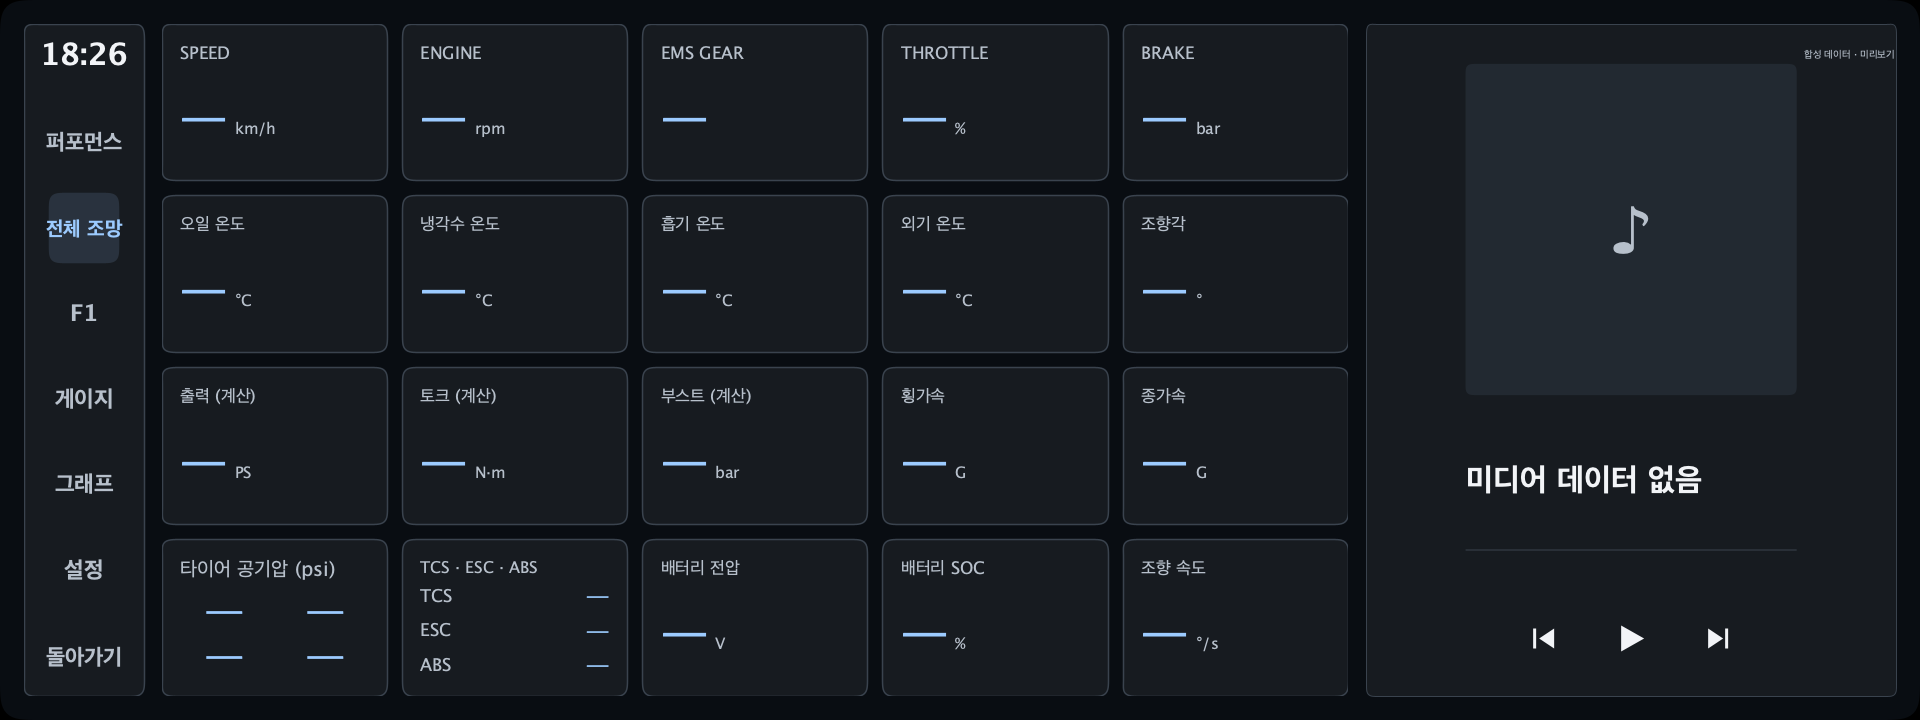 18:26
퍼포먼스
전체 조망
F1
게이지
그래프
설정
돌아가기
SPEED
— km/h
ENGINE
— rpm
EMS GEAR
—
THROTTLE
— %
BRAKE
— bar
오일 온도
— °C
냉각수 온도
— °C
흡기 온도
— °C
외기 온도
— °C
조향각
— °
출력 (계산)
— PS
토크 (계산)
— N·m
부스트 (계산)
— bar
횡가속
— G
종가속
— G
타이어 공기압 (psi)
— —
— —
TCS · ESC · ABS
TCS —
ESC —
ABS —
배터리 전압
— V
배터리 SOC
— %
조향 속도
— °/s
합성 데이터 · 미리보기
미디어 데이터 없음